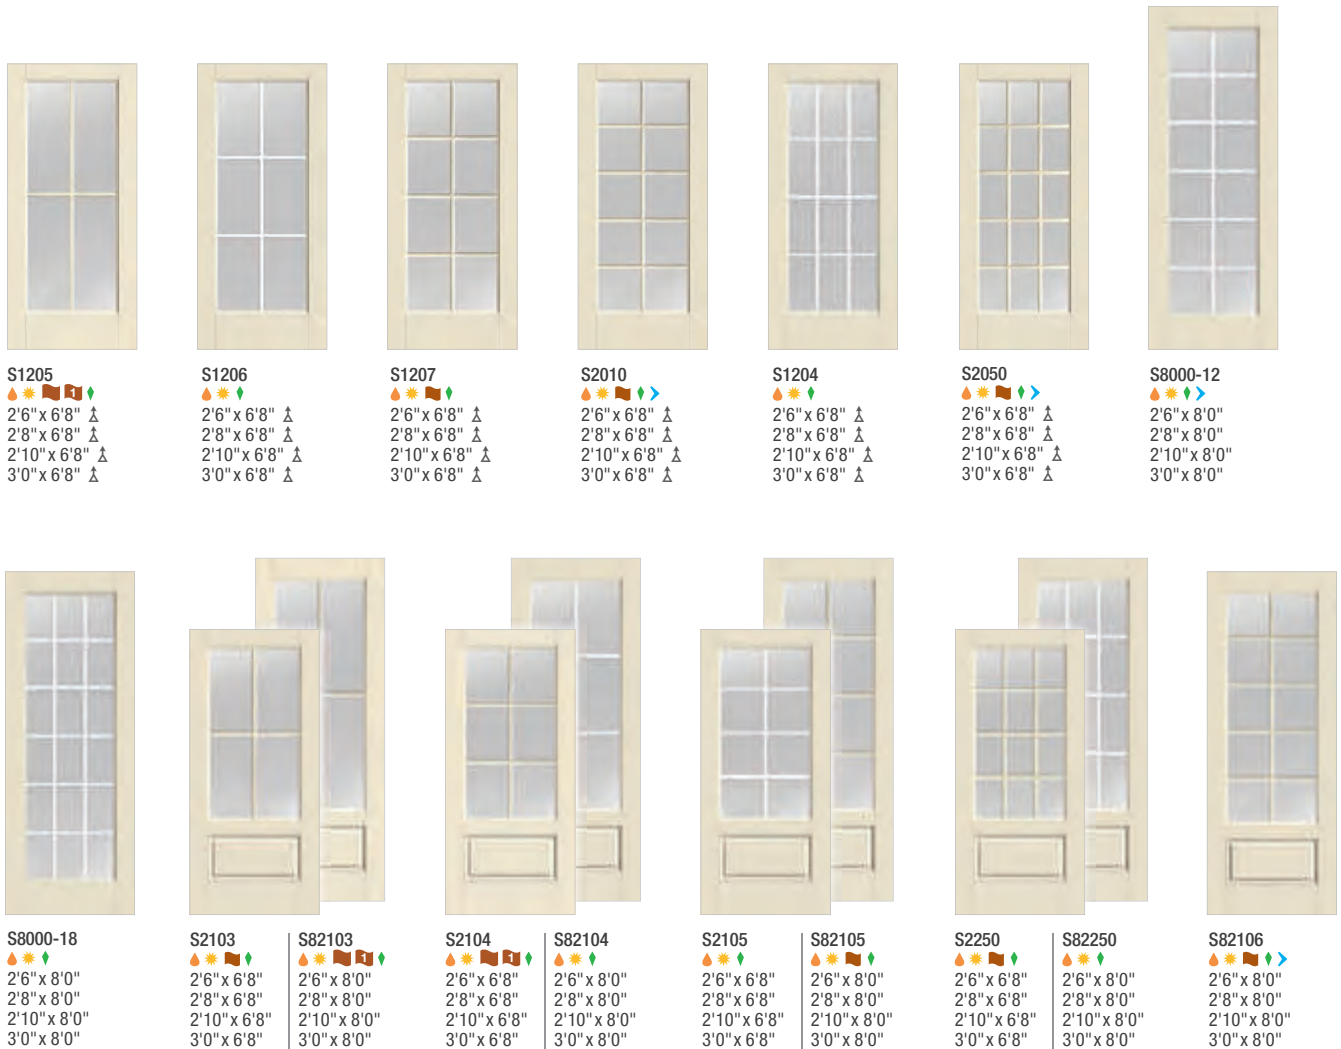 S1205
1
2'6" x 6'8"
2'8" x 6'8"
2'10" x 6'8"
3'0" x 6'8"
S1206
2'6" x 6'8"
2'8" x 6'8"
2'10" x 6'8"
3'0" x 6'8"
S1207
2'6" x 6'8"
2'8" x 6'8"
2'10" x 6'8"
3'0" x 6'8"
S2010
2'6" x 6'8"
2'8" x 6'8"
2'10" x 6'8"
3'0" x 6'8"
S1204
2'6" x 6'8"
2'8" x 6'8"
2'10" x 6'8"
3'0" x 6'8"
S2050
2'6" x 6'8"
2'8" x 6'8"
2'10" x 6'8"
3'0" x 6'8"
S8000-12
2'6" x 8'0"
2'8" x 8'0"
2'10" x 8'0"
3'0" x 8'0"
S8000-18
2'6" x 8'0"
2'8" x 8'0"
2'10" x 8'0"
3'0" x 8'0"
S2103
2'6" x 6'8"
2'8" x 6'8"
2'10" x 6'8"
3'0" x 6'8"
S82103
1
2'6" x 8'0"
2'8" x 8'0"
2'10" x 8'0"
3'0" x 8'0"
S2104
1
2'6" x 6'8"
2'8" x 6'8"
2'10" x 6'8"
3'0" x 6'8"
S82104
2'6" x 8'0"
2'8" x 8'0"
2'10" x 8'0"
3'0" x 8'0"
S2105
2'6" x 6'8"
2'8" x 6'8"
2'10" x 6'8"
3'0" x 6'8"
S82105
2'6" x 8'0"
2'8" x 8'0"
2'10" x 8'0"
3'0" x 8'0"
S2250
2'6" x 6'8"
2'8" x 6'8"
2'10" x 6'8"
3'0" x 6'8"
S82250
2'6" x 8'0"
2'8" x 8'0"
2'10" x 8'0"
3'0" x 8'0"
S82106
2'6" x 8'0"
2'8" x 8'0"
2'10" x 8'0"
3'0" x 8'0"